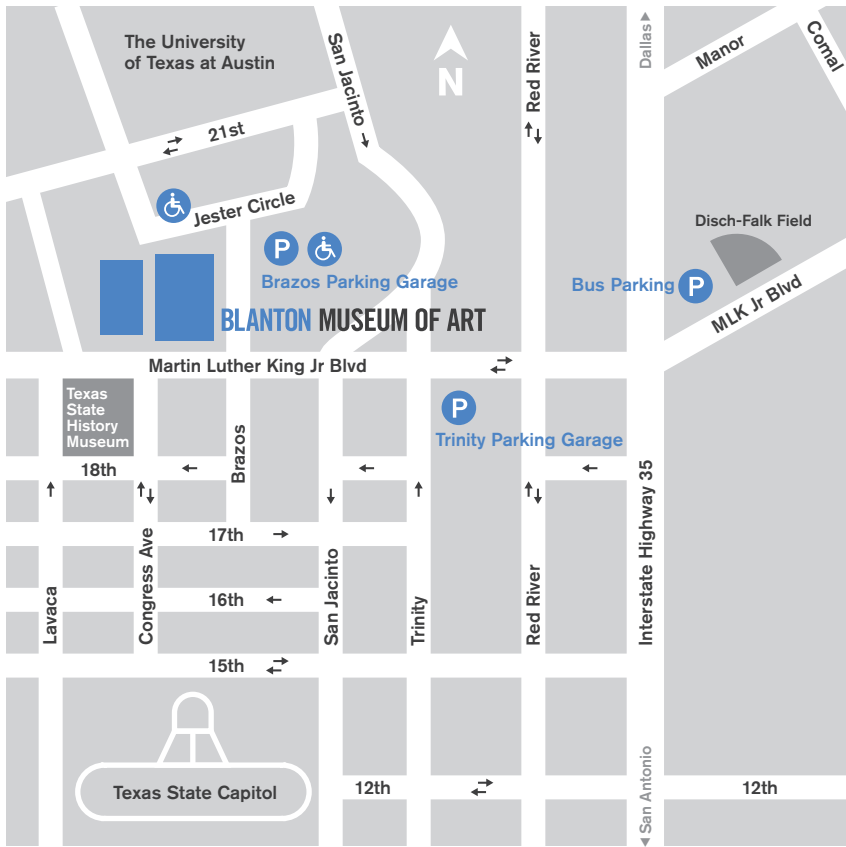 The University
of Texas at Austin
San Jacinto
N
Red River
Dallas
Manor
Comal
21st
Jester Circle
Disch-Falk Field
P
Brazos Parking Garage
Bus Parking P
MLK Jr Blvd
BLANTON MUSEUM OF ART
Martin Luther King Jr Blvd
Texas
State
History
Museum
P
Trinity Parking Garage
18th
Brazos
Interstate Highway 35
17th
Lavaca
Congress Ave
San Jacinto
Trinity
Red River
16th
15th
Texas State Capitol
12th
12th
San Antonio